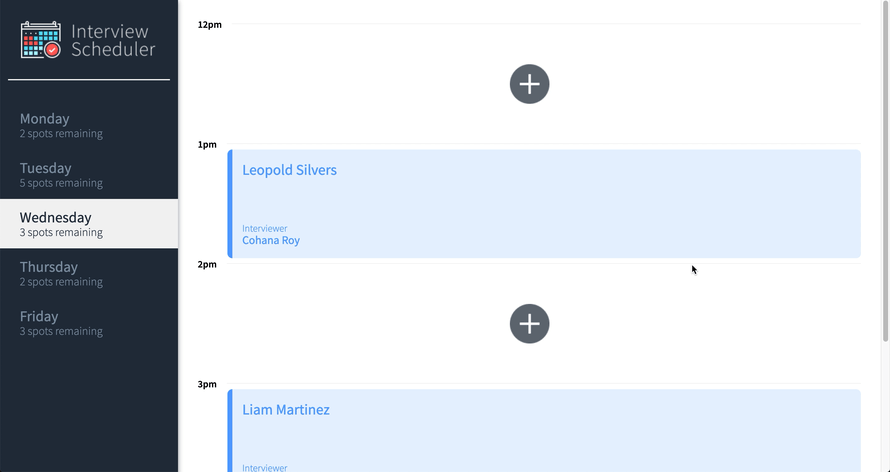 Interview
Scheduler
Monday
2 spots remaining
Tuesday
5 spots remaining
Wednesday
3 spots remaining
Thursday
2 spots remaining
Friday
3 spots remaining
12pm
1pm
Leopold Silvers
Interviewer
Cohana Roy
2pm
3pm
Liam Martinez
Interviewer